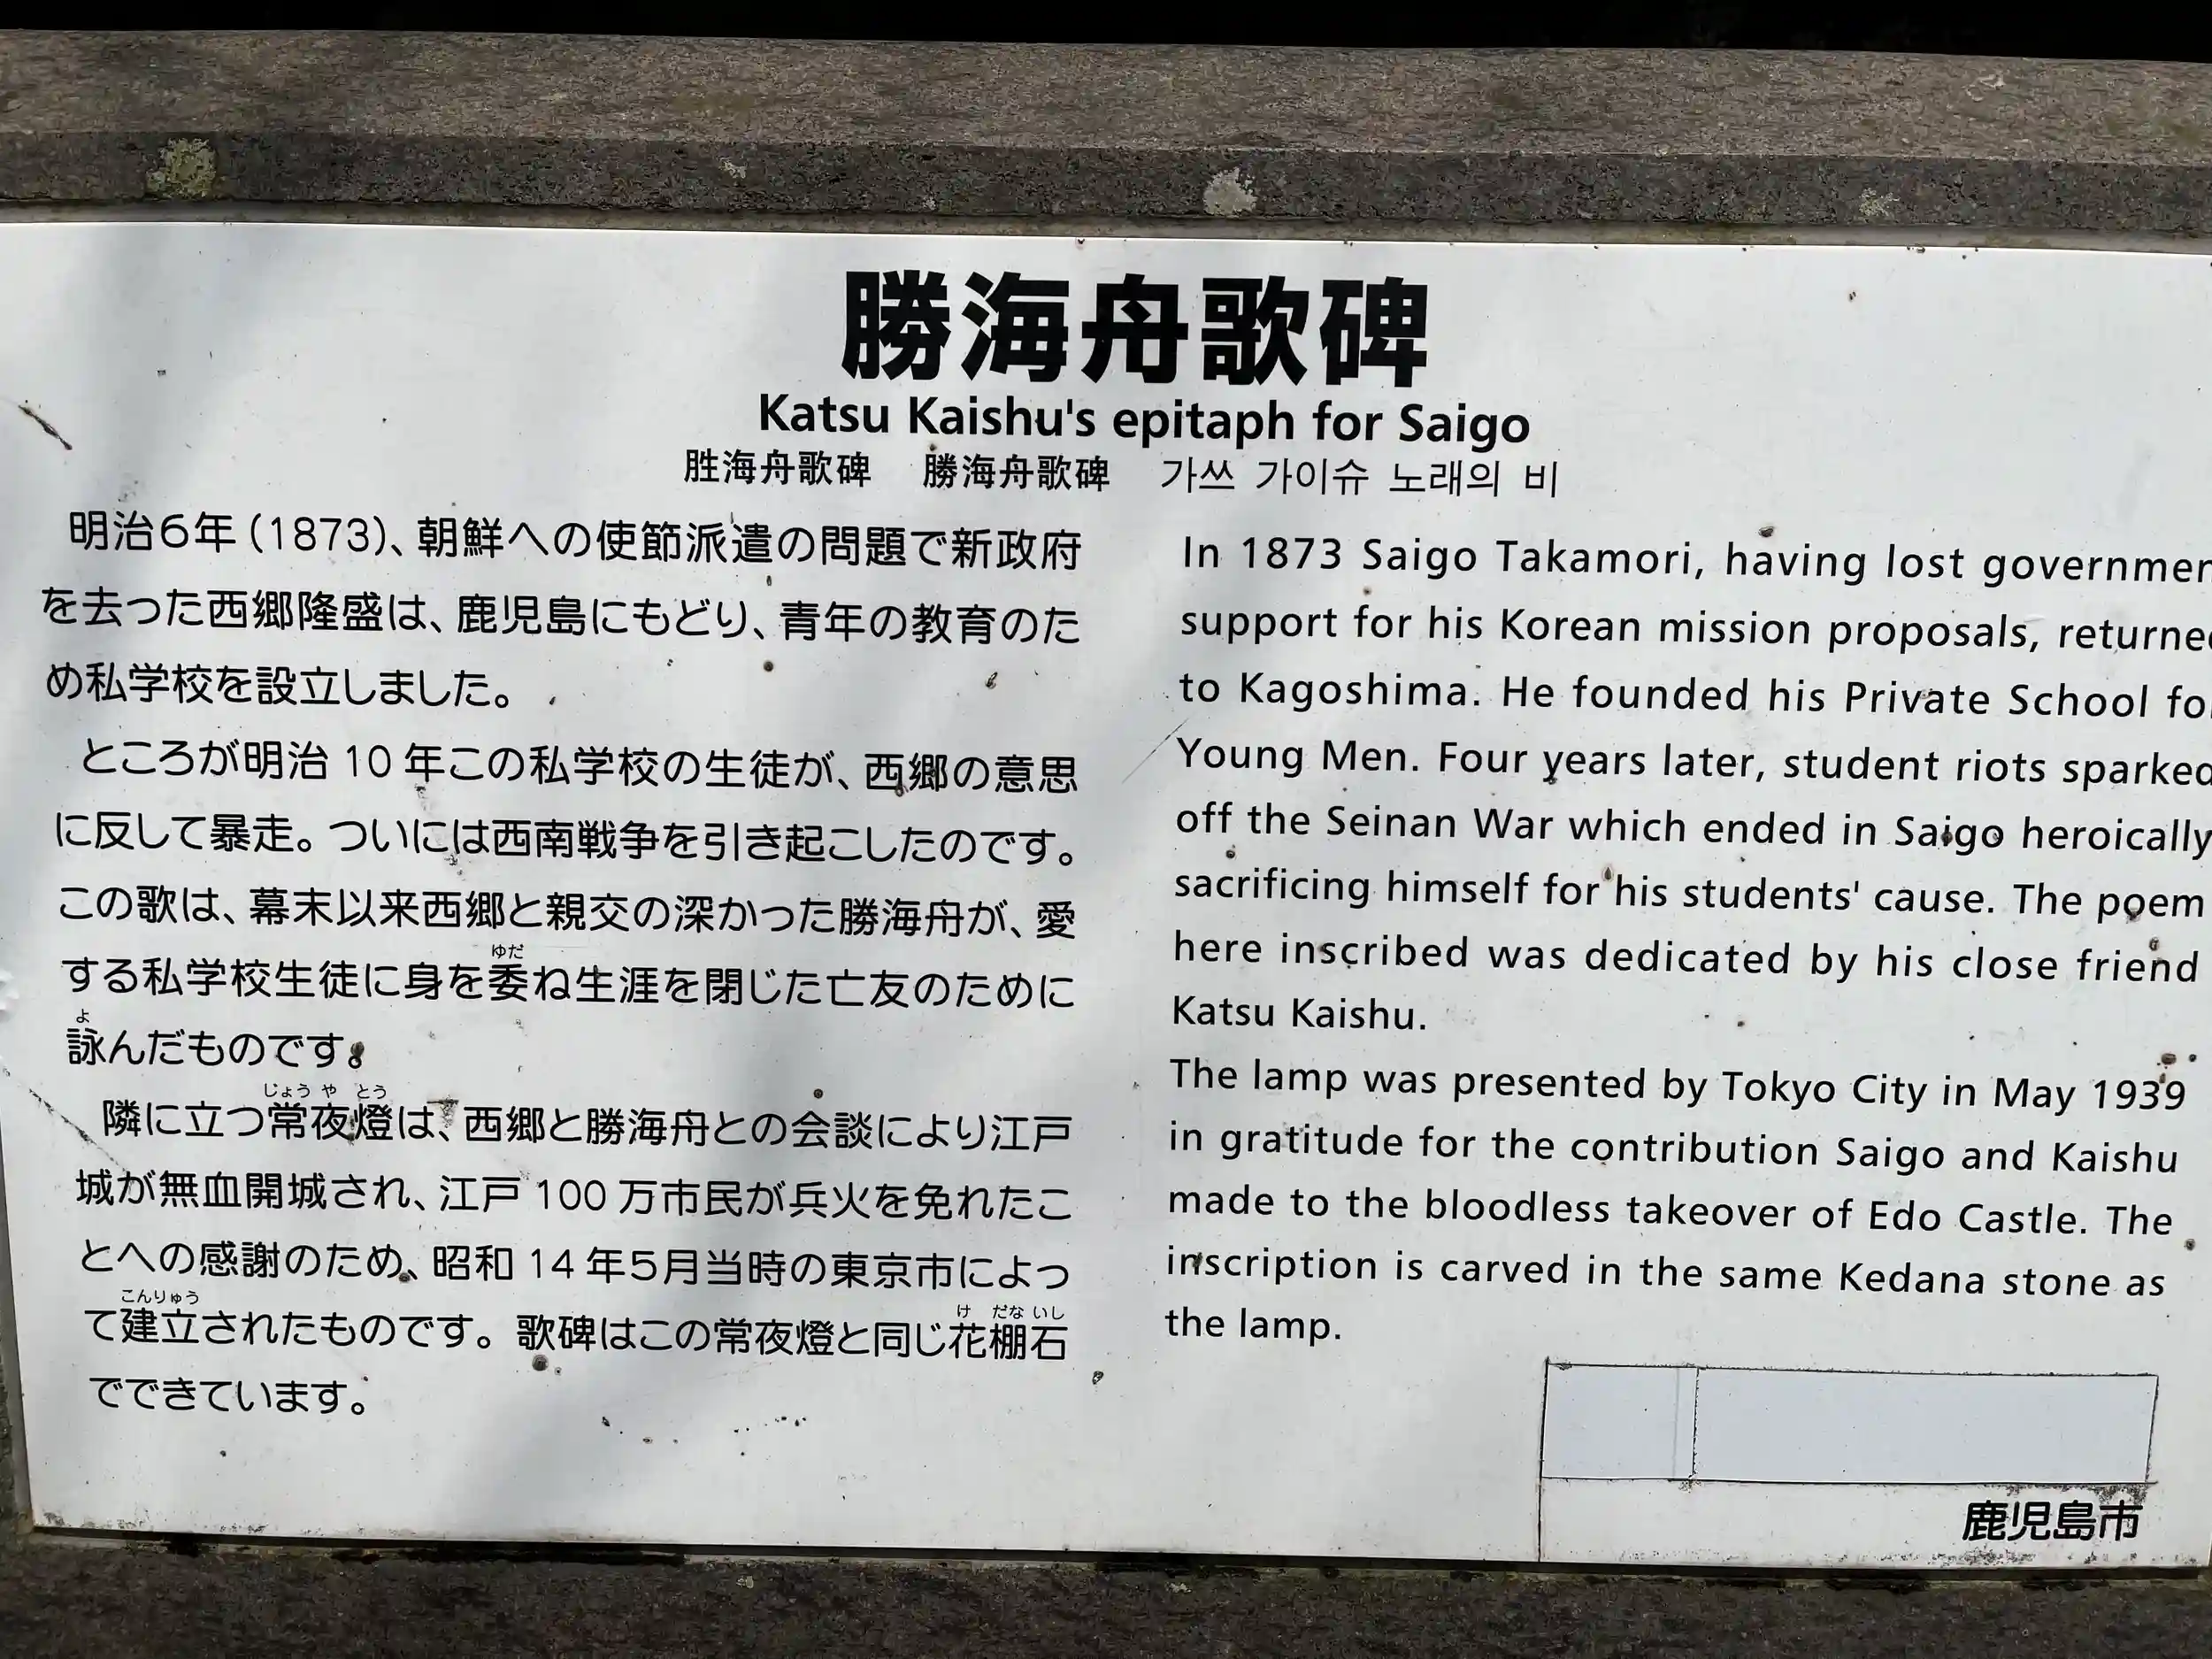 勝海舟歌碑
Katsu Kaishu's epitaph for Saigo
胜海舟歌碑　勝海舟歌碑　가쓰 가이슈 노래의 비
明治6年(1873)、朝鮮への使節派遣の問題で新政府
を去った西郷隆盛は、鹿児島にもどり、青年の教育のた
め私学校を設立しました。
ところが明治10年この私学校の生徒が、西郷の意思
に反して暴走。ついには西南戦争を引き起こしたのです。
この歌は、幕末以来西郷と親交の深かった勝海舟が、愛
ゆだ
する私学校生徒に身を委ね生涯を閉じた亡友のために
よ
詠んだものです。
じょう や とう
隣に立つ常夜燈は、西郷と勝海舟との会談により江戸
城が無血開城され、江戸100万市民が兵火を免れたこ
とへの感謝のため、昭和14年5月当時の東京市によっ
こんりゅう け だな いし
て建立されたものです。歌碑はこの常夜燈と同じ花棚石
でできています。
In 1873 Saigo Takamori, having lost governmen
support for his Korean mission proposals, returne
to Kagoshima. He founded his Private School fo
Young Men. Four years later, student riots sparked
off the Seinan War which ended in Saigo heroically
sacrificing himself for his students' cause. The poem
here inscribed was dedicated by his close friend
Katsu Kaishu.
The lamp was presented by Tokyo City in May 1939
in gratitude for the contribution Saigo and Kaishu
made to the bloodless takeover of Edo Castle. The
inscription is carved in the same Kedana stone as
the lamp.
鹿児島市